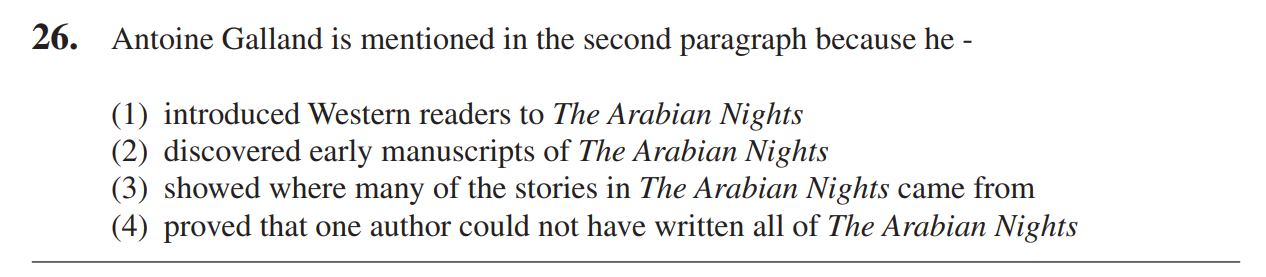 26. Antoine Galland is mentioned in the second paragraph because he -
(1) introduced Western readers to The Arabian Nights
(2) discovered early manuscripts of The Arabian Nights
(3) showed where many of the stories in The Arabian Nights came from
(4) proved that one author could not have written all of The Arabian Nights